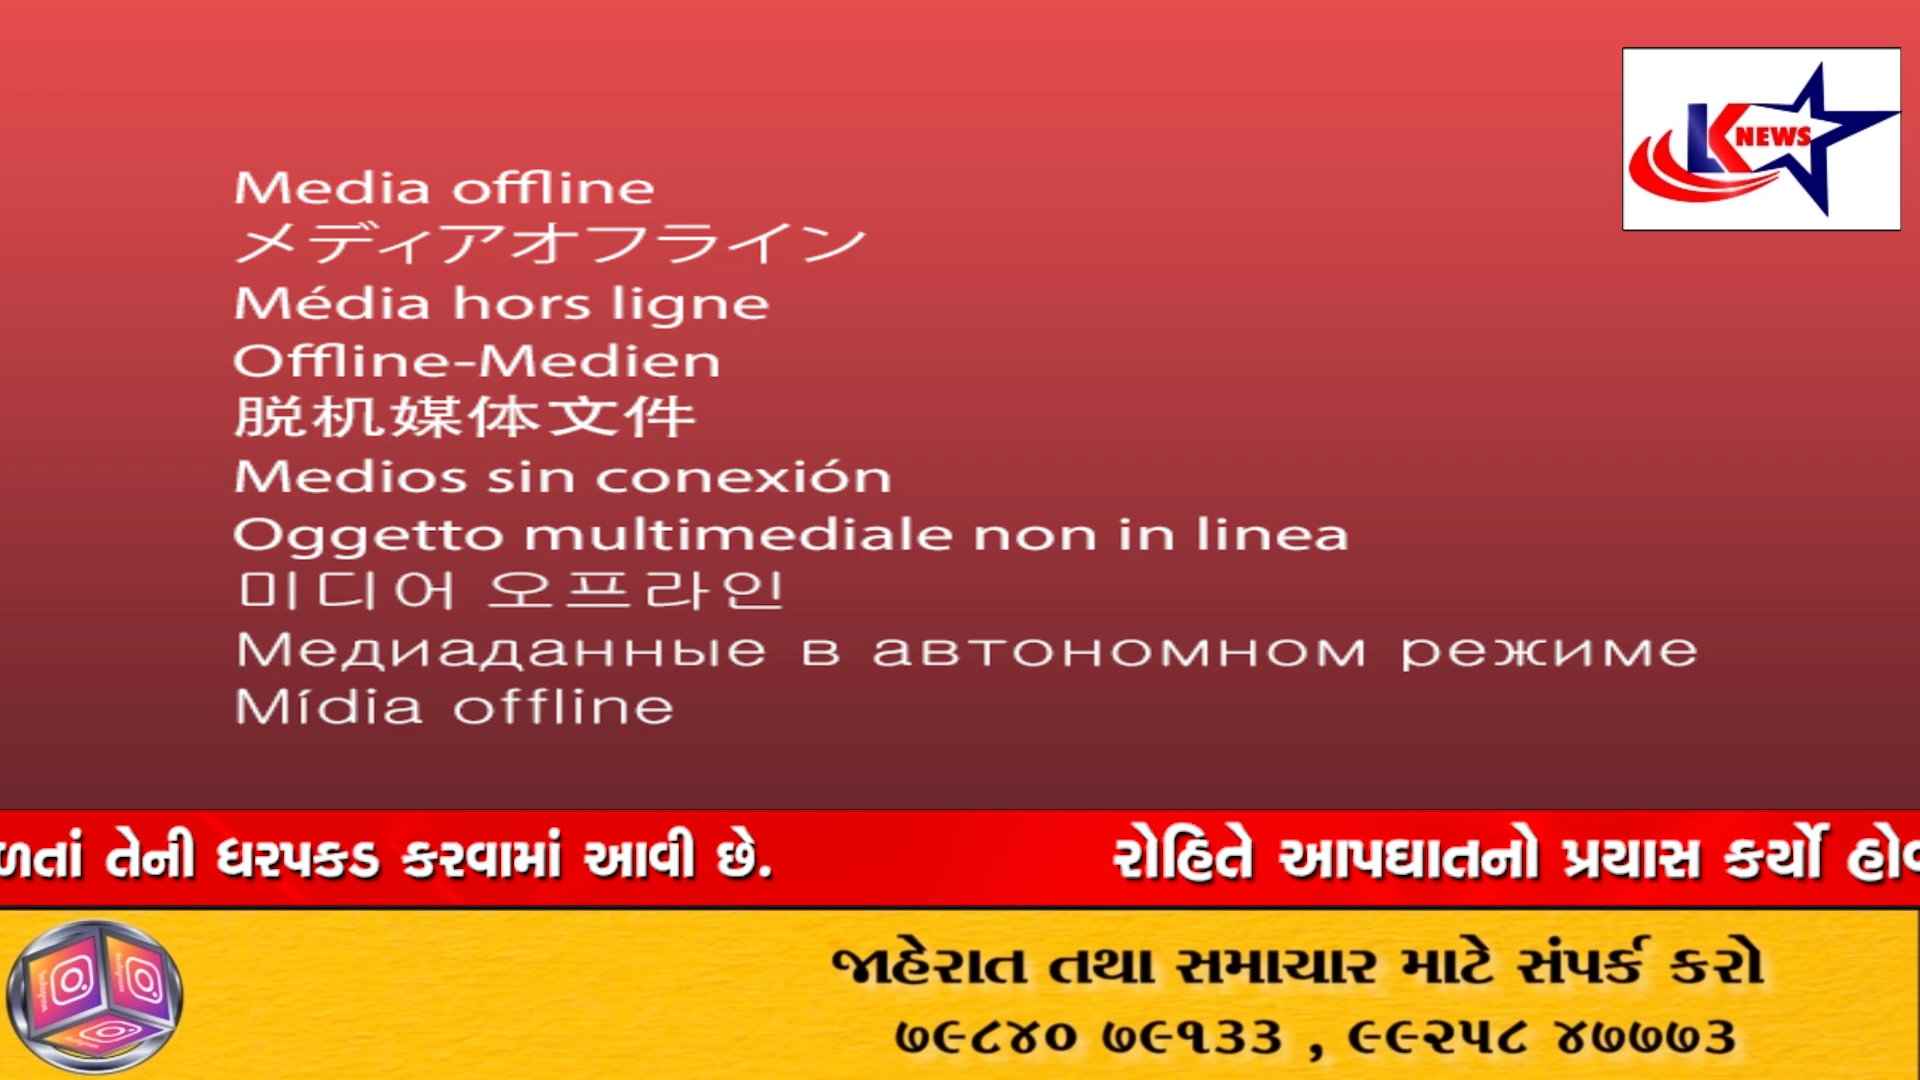 LK NEWS
Media offline
メディアオフライン
Média hors ligne
Offline-Medien
脱机媒体文件
Medios sin conexión
Oggetto multimediale non in linea
미디어 오프라인
Медиаданные в автономном режиме
Mídia offline
તેની ધરપકડ કરવામાં આવી છે. રોહિતે આપઘાતનો પ્રયાસ કર્યો
જાહેરાત તથા સમાચાર માટે સંપર્ક કરો
૭૯૮૪૦ ૭૯૧૩૩ , ૯૯૨૫૮ ૪૭૭૭૩